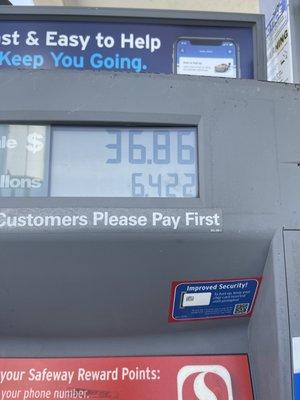 st & Easy to Help
Keep You Going.
le $
36.86
llons
6.422
Customers Please Pay First
Improved Security!
your Safeway Reward Points:
your phone number.